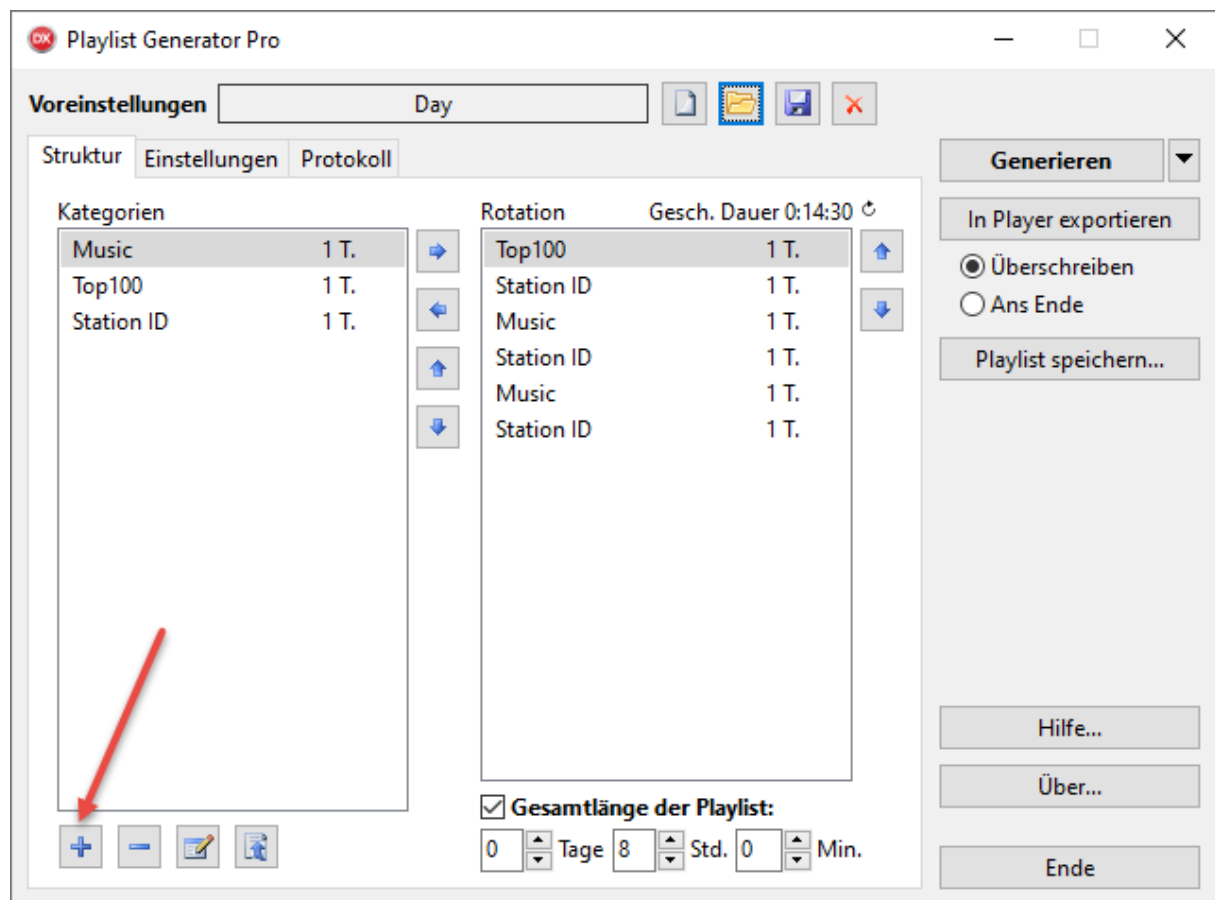 DX Playlist Generator Pro
Voreinstellungen Day
Struktur Einstellungen Protokoll
Generieren
Kategorien
Music 1 T.
Top100 1 T.
Station ID 1 T.
Rotation Gesch. Dauer 0:14:30
Top100 1 T.
Station ID 1 T.
Music 1 T.
Station ID 1 T.
Music 1 T.
Station ID 1 T.
Gesamtlänge der Playlist:
0 Tage 8 Std. 0 Min.
In Player exportieren
Überschreiben
Ans Ende
Playlist speichern...
Hilfe...
Über...
Ende